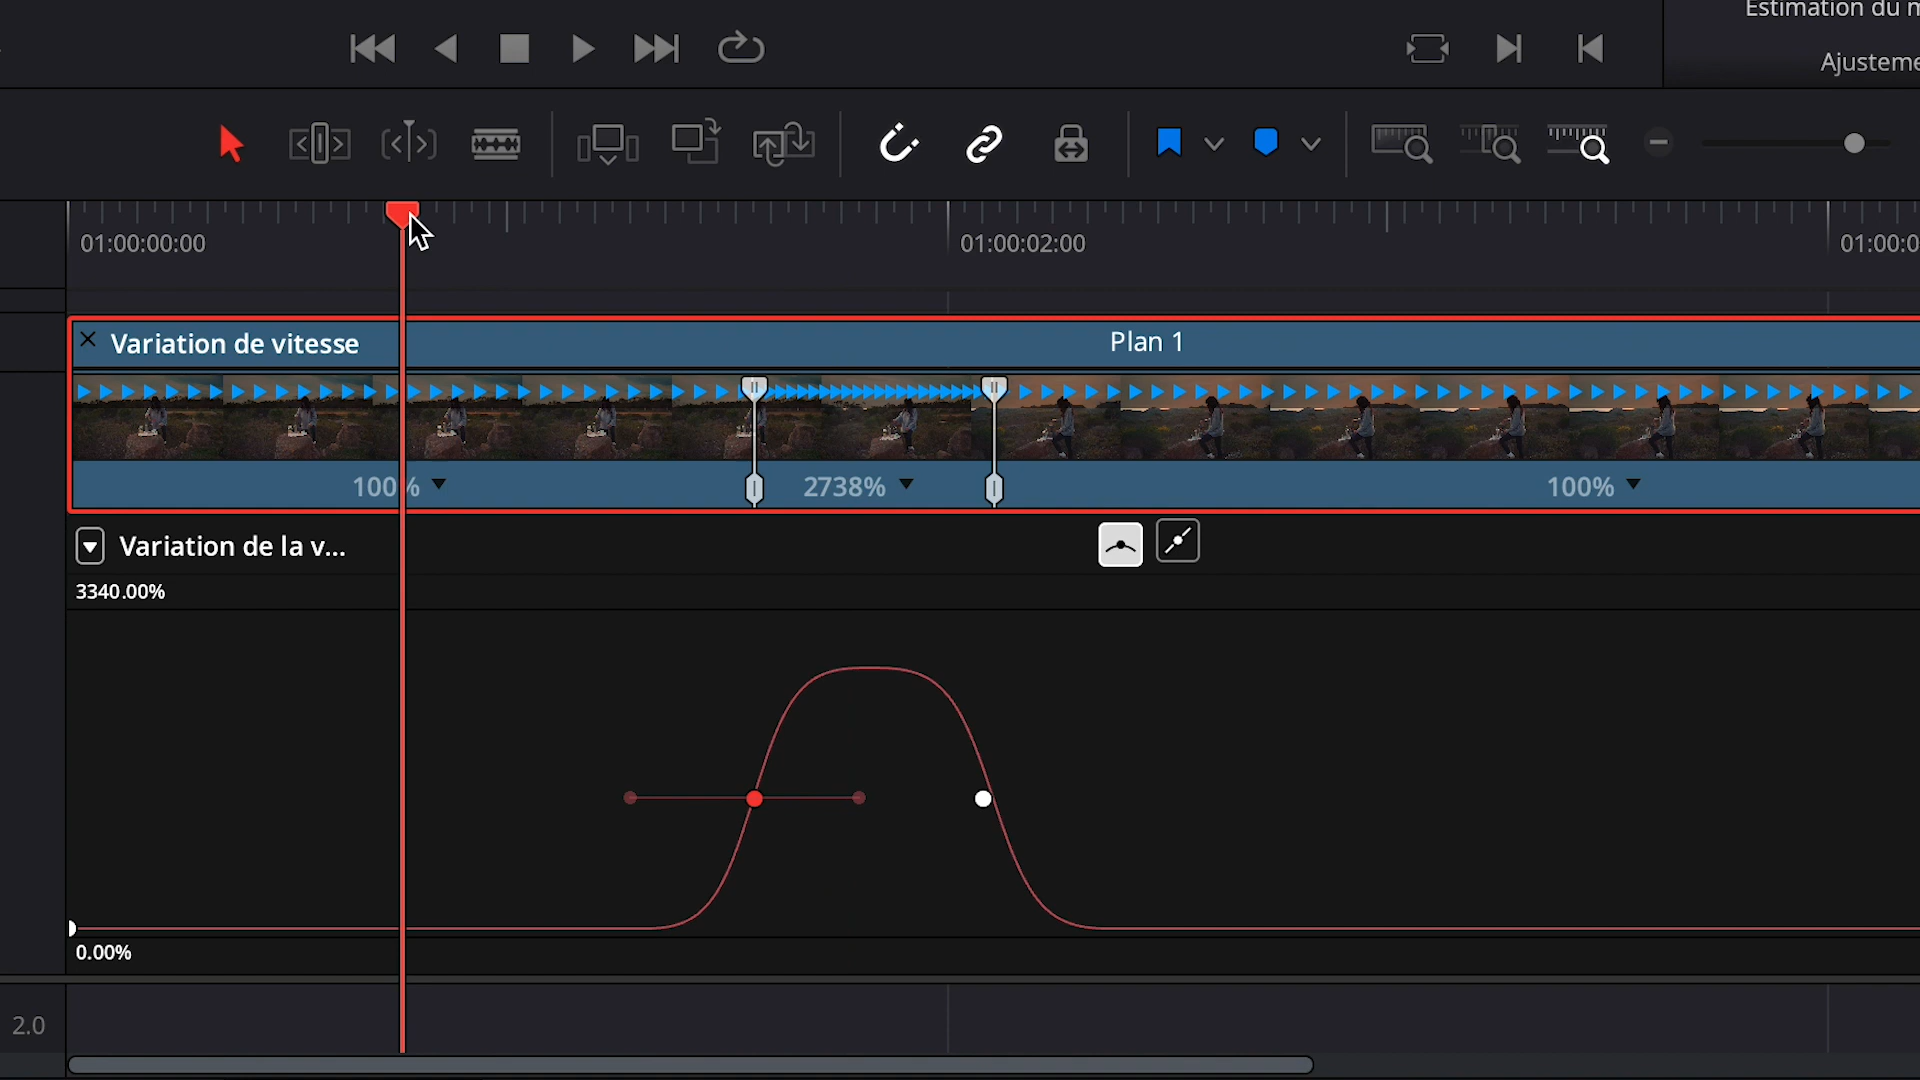 Estimation du m
Ajusteme
01:00:00:00
01:00:02:00
01:00:0
Variation de vitesse
Plan 1
100%
2738%
100%
Variation de la v...
3340.00%
0.00%
2.0